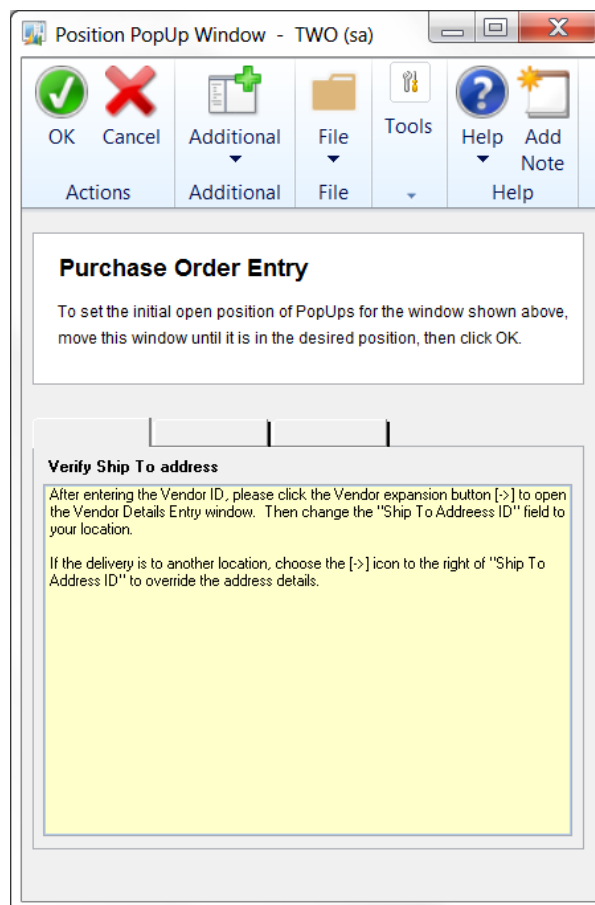 Position PopUp Window - TWO (sa)
OK Cancel Additional File Tools Help Add Note
Actions Additional File Help
Purchase Order Entry
To set the initial open position of PopUps for the window shown above,
move this window until it is in the desired position, then click OK.
Verify Ship To address
After entering the Vendor ID, please click the Vendor expansion button [->] to open
the Vendor Details Entry window. Then change the "Ship To Addreess ID" field to
your location.
If the delivery is to another location, choose the [->] icon to the right of "Ship To
Address ID" to override the address details.